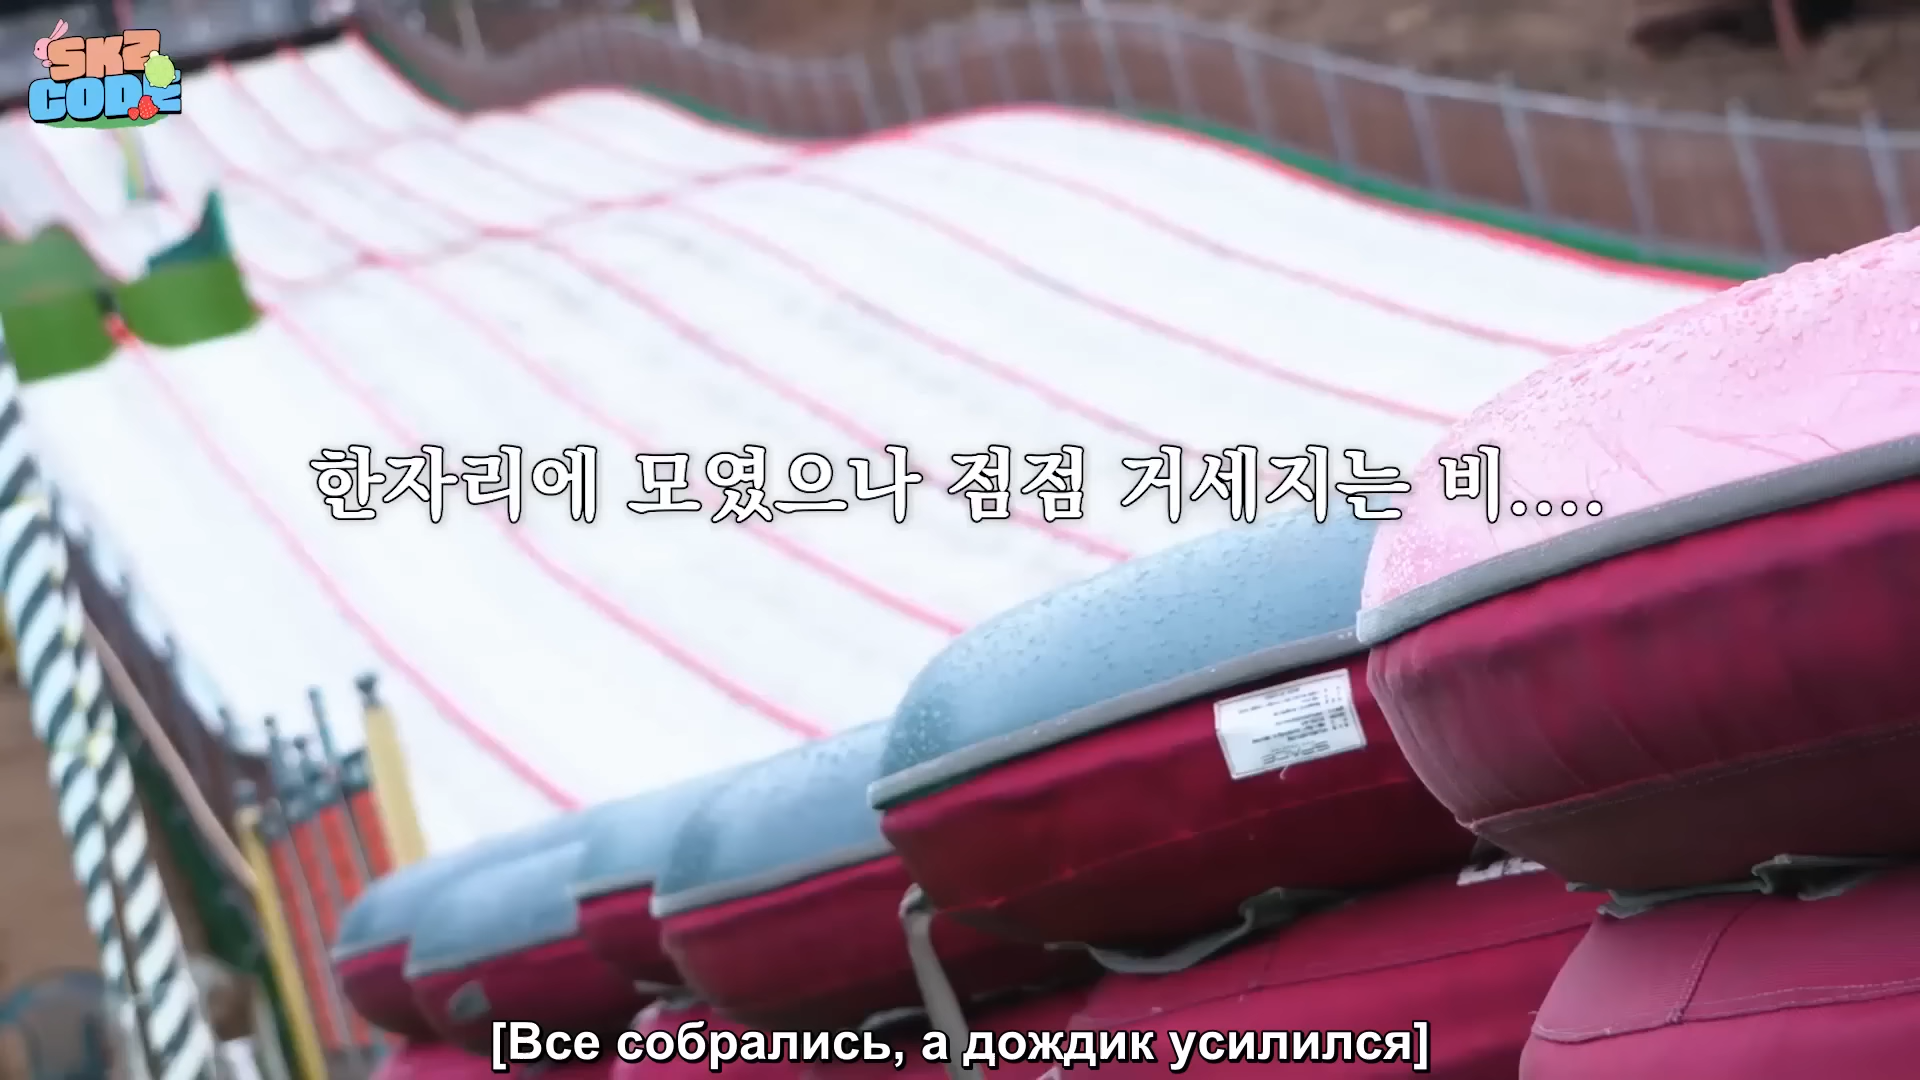 SKZ
CODE
한자리에 모였으나 점점 거세지는 비....
SPACE
[Все собрались, а дождик усилился]